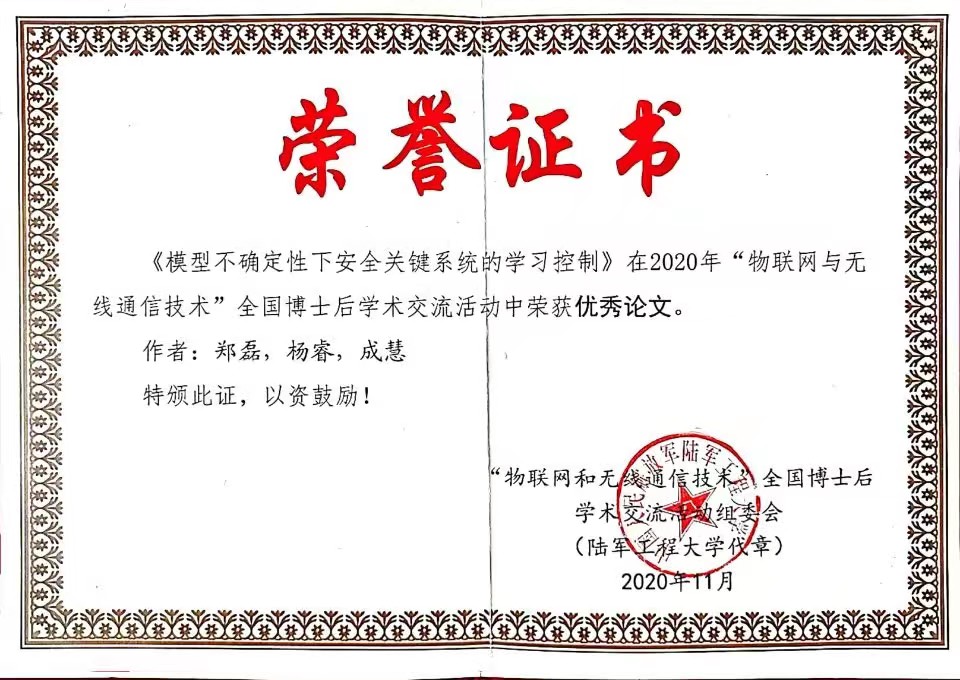 荣誉证书
《模型不确定性下安全关键系统的学习控制》在2020年“物联网与无
线通信技术”全国博士后学术交流活动中荣获优秀论文。
作者：郑磊，杨睿，成慧
特颁此证，以资鼓励！
“物联网和无线通信技术”全国博士后
学术交流活动组委会
（陆军工程大学代章）
2020年11月